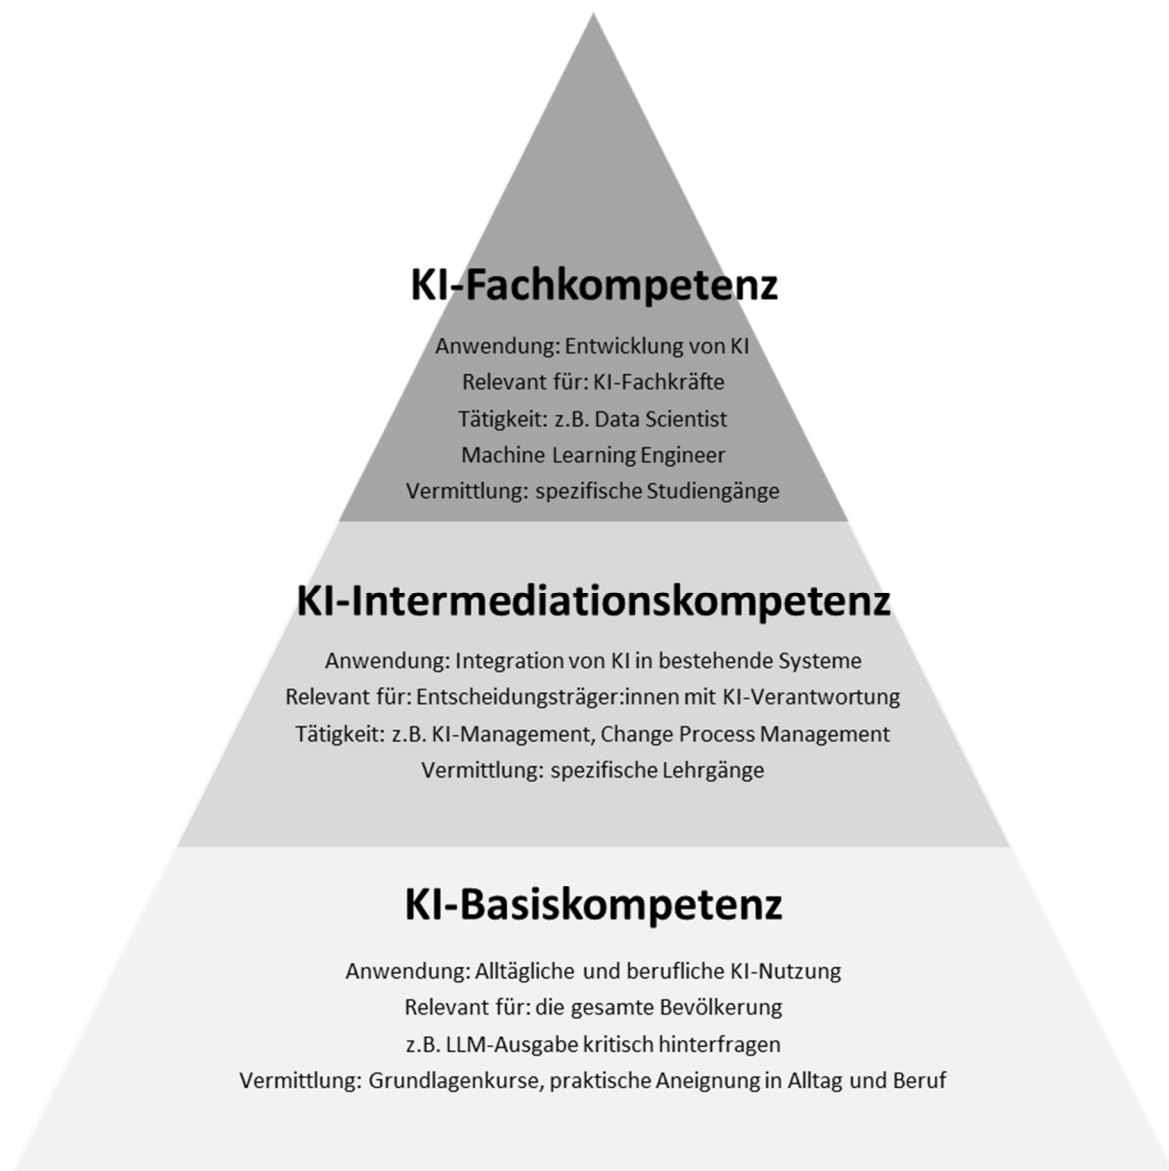 KI-Fachkompetenz
Anwendung: Entwicklung von KI
Relevant für: KI-Fachkräfte
Tätigkeit: z.B. Data Scientist
Machine Learning Engineer
Vermittlung: spezifische Studiengänge
KI-Intermediationskompetenz
Anwendung: Integration von KI in bestehende Systeme
Relevant für: Entscheidungsträger:innen mit KI-Verantwortung
Tätigkeit: z.B. KI-Management, Change Process Management
Vermittlung: spezifische Lehrgänge
KI-Basiskompetenz
Anwendung: Alltägliche und berufliche KI-Nutzung
Relevant für: die gesamte Bevölkerung
z.B. LLM-Ausgabe kritisch hinterfragen
Vermittlung: Grundlagenkurse, praktische Aneignung in Alltag und Beruf